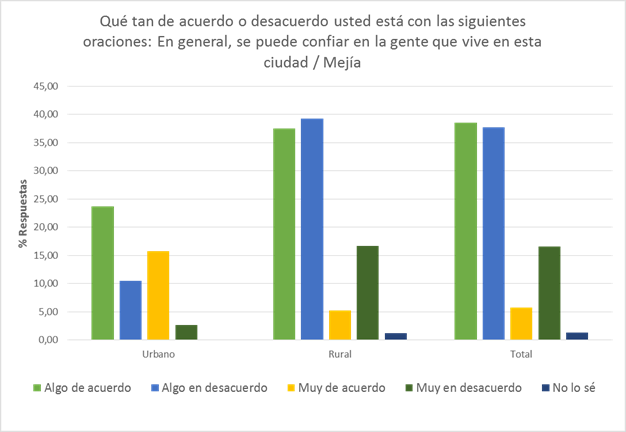 Qué tan de acuerdo o desacuerdo usted está con las siguientes
oraciones: En general, se puede confiar en la gente que vive en esta
ciudad / Mejía
% Respuestas
45,00
40,00
35,00
30,00
25,00
20,00
15,00
10,00
5,00
0,00
Urbano Rural Total
Algo de acuerdo Algo en desacuerdo Muy de acuerdo Muy en desacuerdo No lo sé